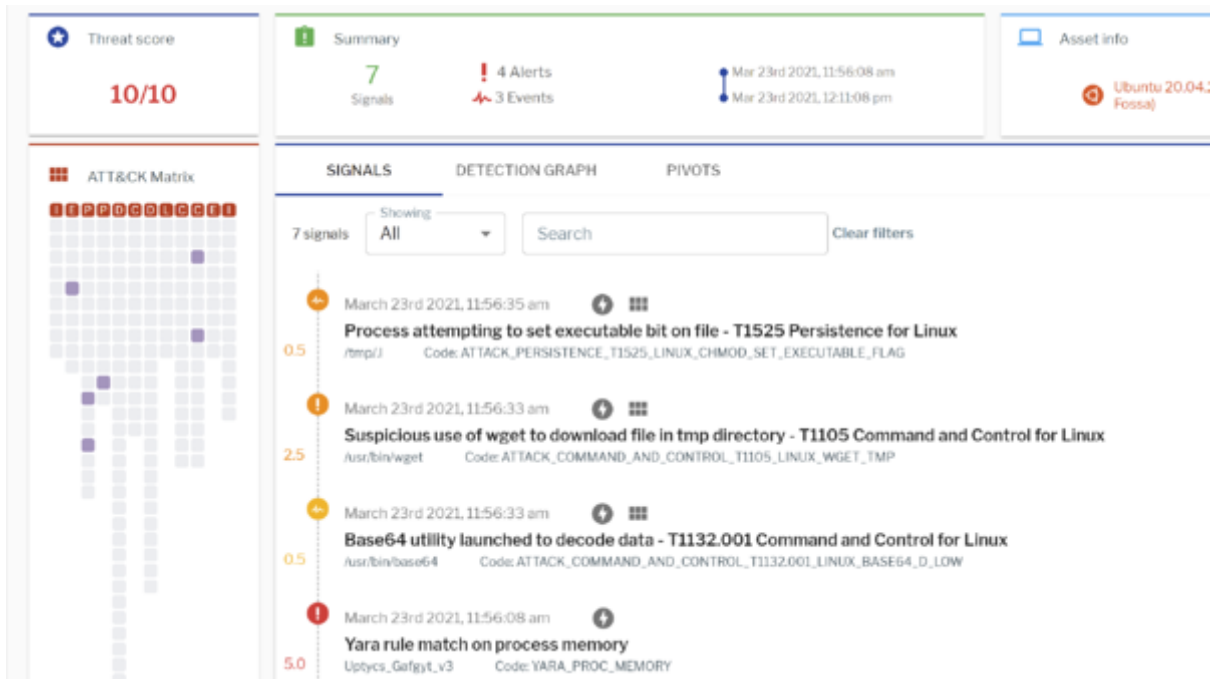 Threat score
10/10
Summary
7
Signals
4 Alerts
3 Events
Mar 23rd 2021, 11:56:08 am
Mar 23rd 2021, 12:11:08 pm
Asset info
Ubuntu 20.04.2
Fossa)
ATT&CK Matrix
I E P P D C D L C C E I
SIGNALS DETECTION GRAPH PIVOTS
7 signals
Showing
All
Search
Clear filters
March 23rd 2021, 11:56:35 am
Process attempting to set executable bit on file - T1525 Persistence for Linux
0.5
/tmp/J Code: ATTACK_PERSISTENCE_T1525_LINUX_CHMOD_SET_EXECUTABLE_FLAG
March 23rd 2021, 11:56:33 am
Suspicious use of wget to download file in tmp directory - T1105 Command and Control for Linux
2.5
/usr/bin/wget Code: ATTACK_COMMAND_AND_CONTROL_T1105_LINUX_WGET_TMP
March 23rd 2021, 11:56:33 am
Base64 utility launched to decode data - T1132.001 Command and Control for Linux
0.5
/usr/bin/base64 Code: ATTACK_COMMAND_AND_CONTROL_T1132.001_LINUX_BASE64_D_LOW
March 23rd 2021, 11:56:08 am
Yara rule match on process memory
5.0
Uptycs_Gafgyt_v3 Code: YARA_PROC_MEMORY